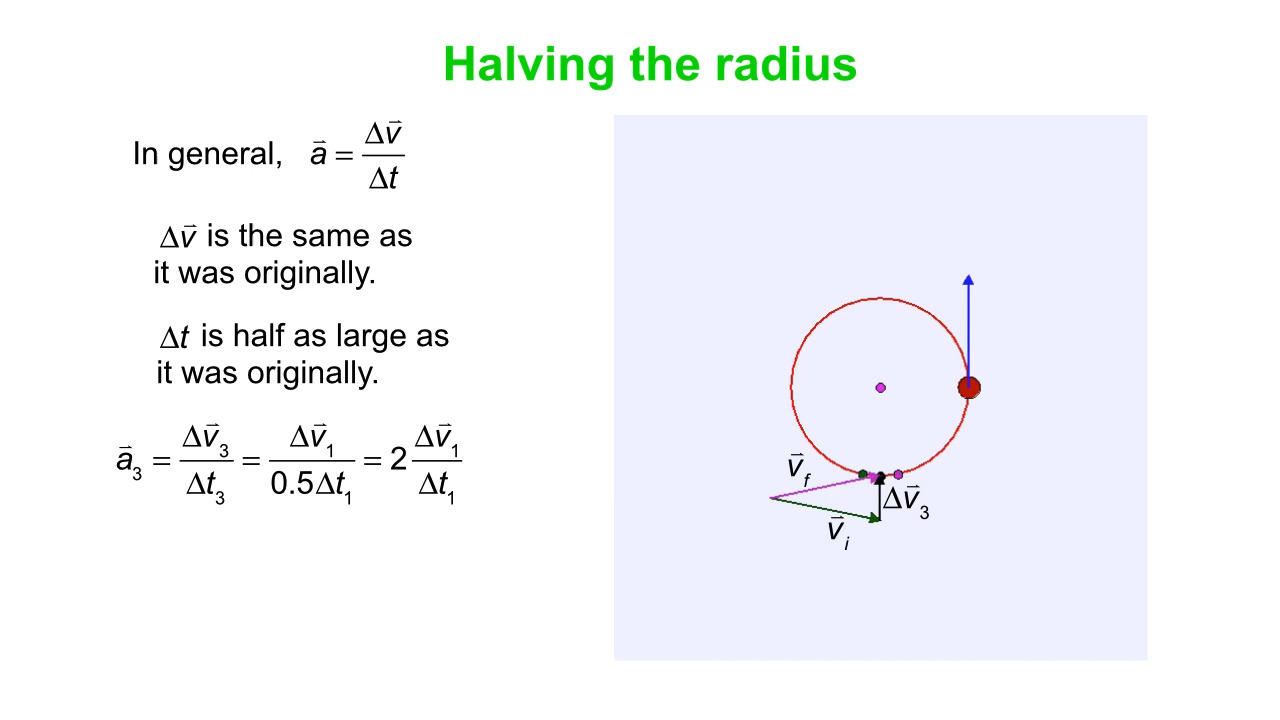 Halving the radius
In general, a⃗ = Δv⃗ / Δt
Δv⃗ is the same as
it was originally.
Δt is half as large as
it was originally.
a⃗₃ = Δv⃗₃ / Δt₃ = Δv⃗₁ / 0.5Δt₁ = 2 Δv⃗₁ / Δt₁
v⃗f
Δv⃗₃
v⃗i